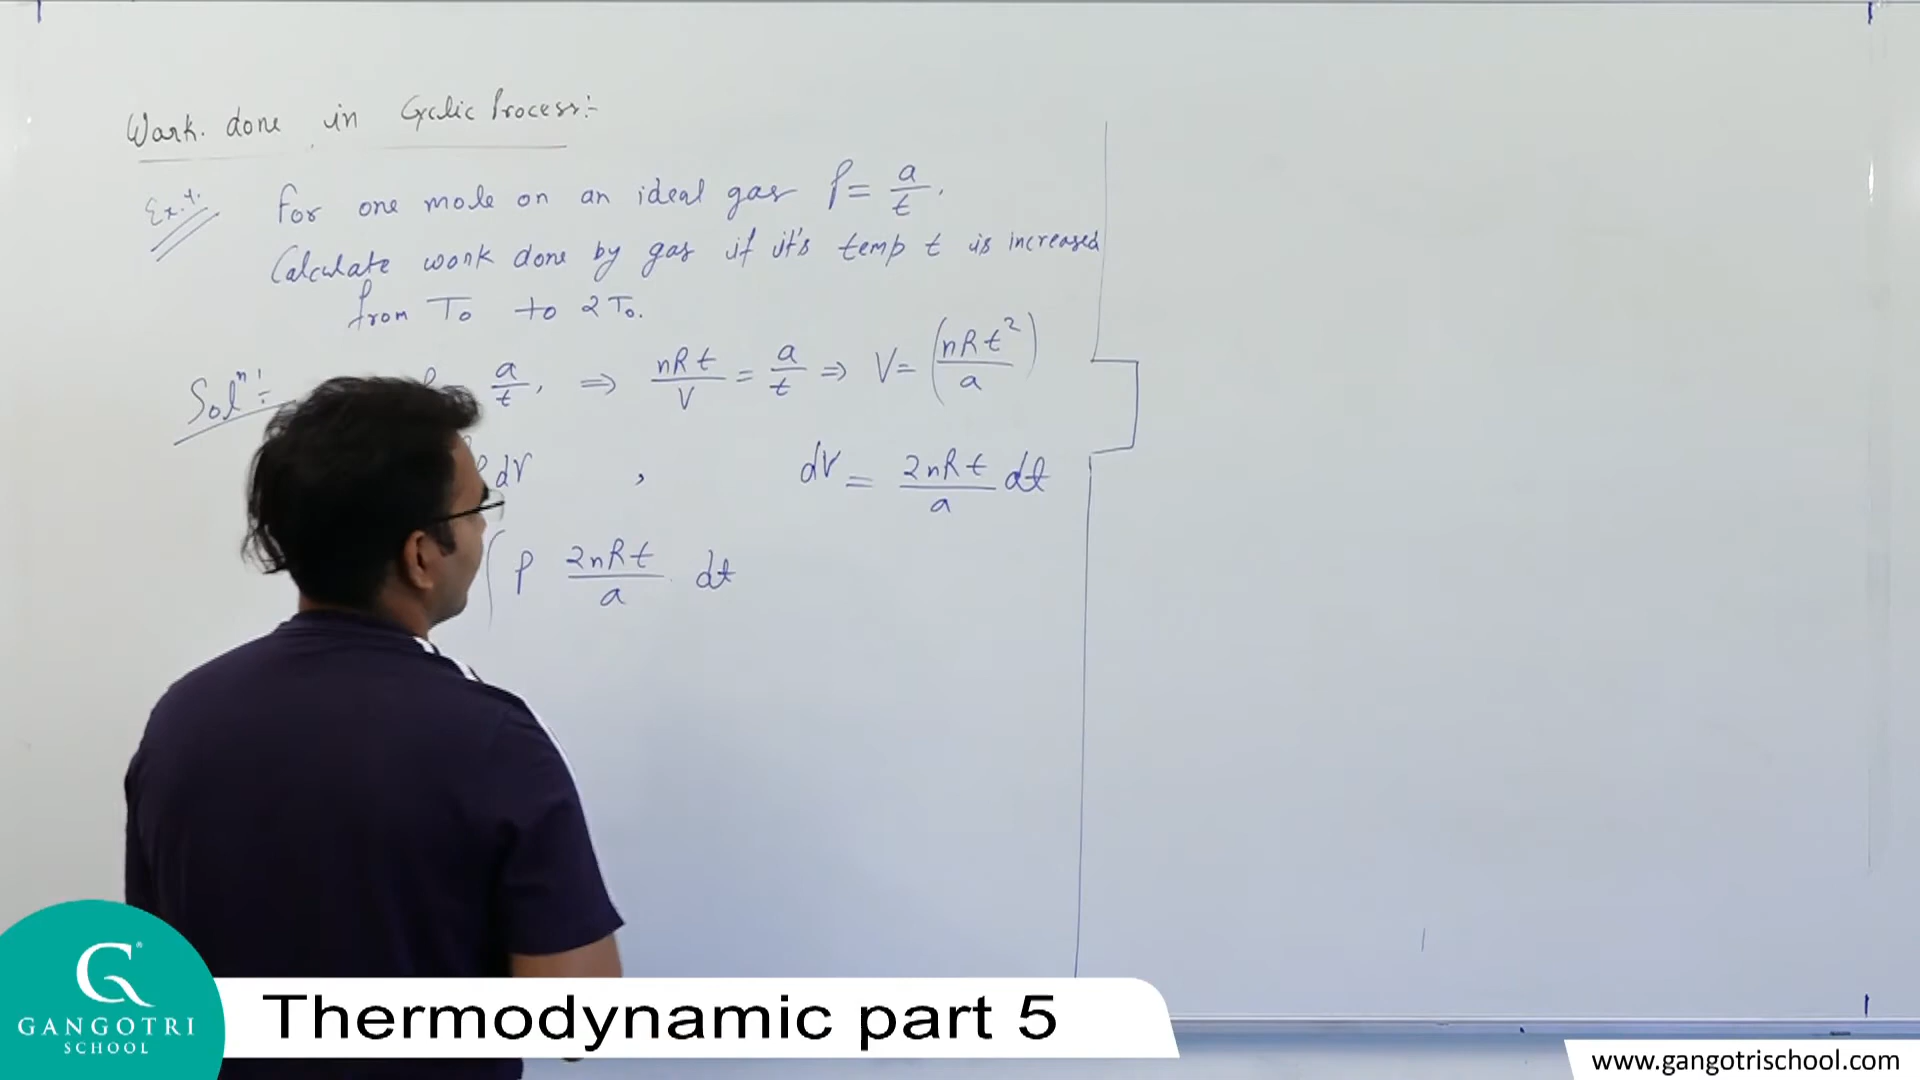 Work. done in Cyclic Process:-
Ex.
For one mole on an ideal gas P = a/t.
Calculate work done by gas if it's temp t is increased
from T₀ to 2T₀.
Solⁿ:- a/t, ⇒ nRt/V = a/t ⇒ V = (nRt²/a)
PdV , dV = 2nRt/a dt
∫ P 2nRt/a dt
GANGOTRI
SCHOOL
Thermodynamic part 5
www.gangotrischool.com